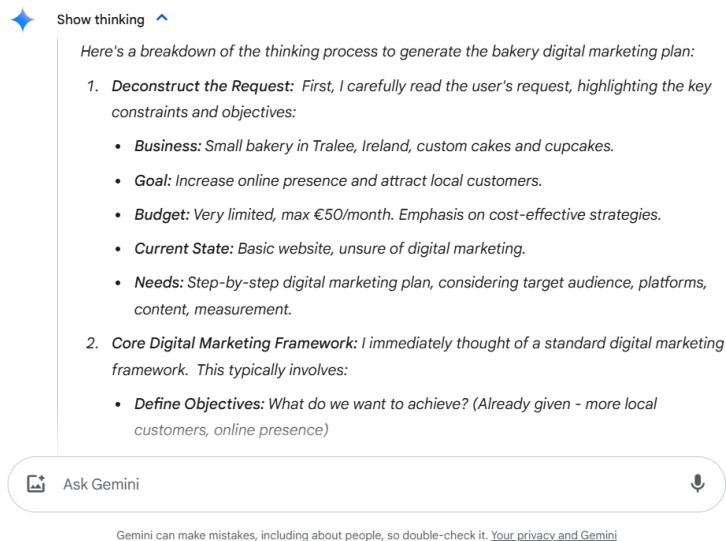 Show thinking
Here's a breakdown of the thinking process to generate the bakery digital marketing plan:
1. Deconstruct the Request: First, I carefully read the user's request, highlighting the key
constraints and objectives:
• Business: Small bakery in Tralee, Ireland, custom cakes and cupcakes.
• Goal: Increase online presence and attract local customers.
• Budget: Very limited, max €50/month. Emphasis on cost-effective strategies.
• Current State: Basic website, unsure of digital marketing.
• Needs: Step-by-step digital marketing plan, considering target audience, platforms,
content, measurement.
2. Core Digital Marketing Framework: I immediately thought of a standard digital marketing
framework. This typically involves:
• Define Objectives: What do we want to achieve? (Already given - more local
customers, online presence)
Ask Gemini
Gemini can make mistakes, including about people, so double-check it. Your privacy and Gemini